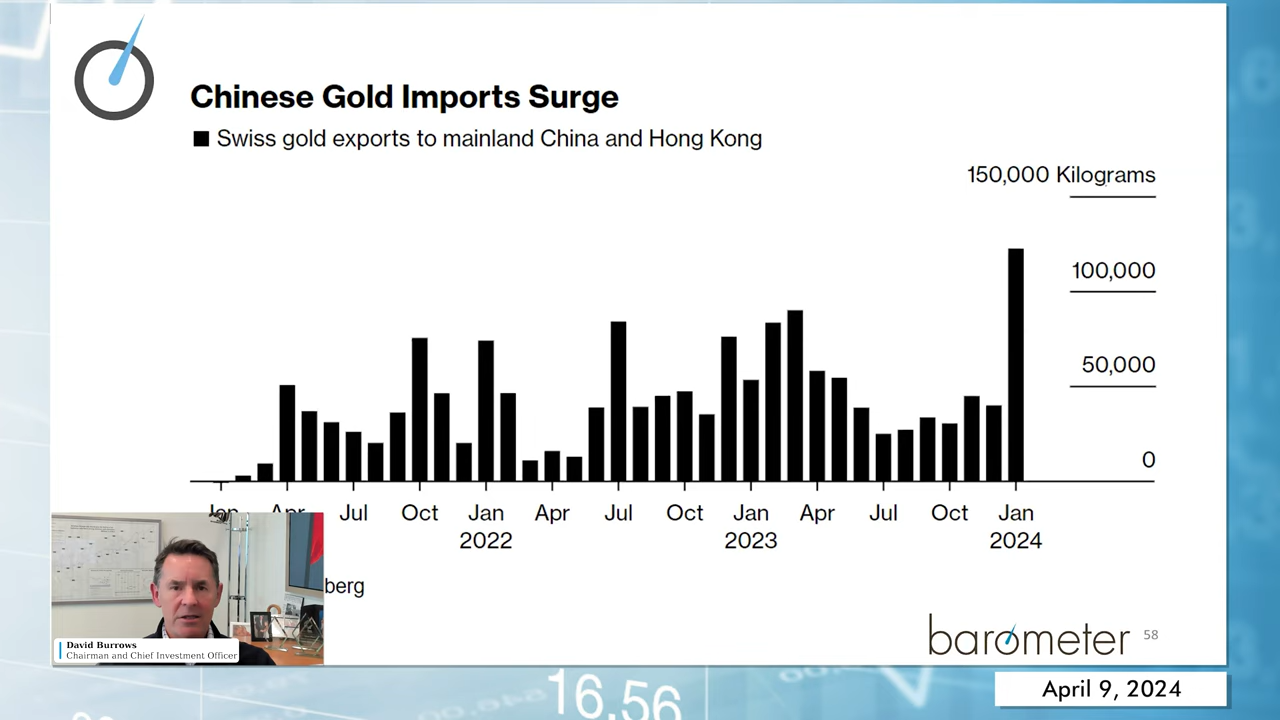 Chinese Gold Imports Surge
Swiss gold exports to mainland China and Hong Kong
150,000 Kilograms
100,000
50,000
0
Jul Oct Jan Apr Jul Oct Jan Apr Jul Oct Jan
2022 2023 2024
berg
David Burrows
Chairman and Chief Investment Officer
barometer
58
April 9, 2024
16.56